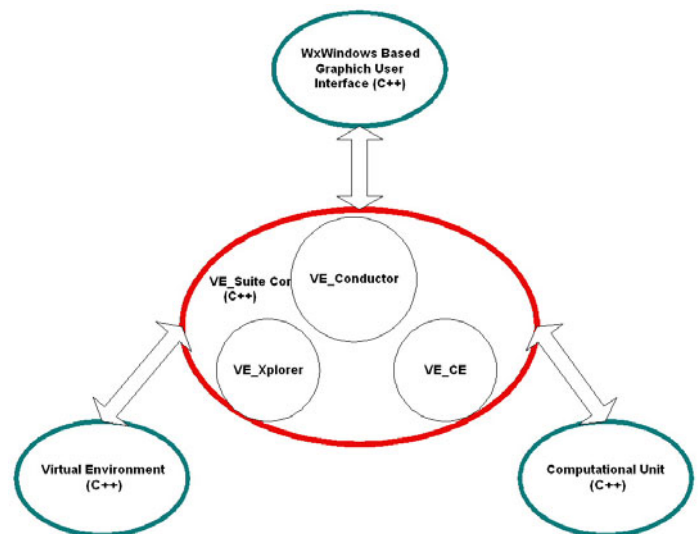 WxWindows Based
Graphich User
Interface (C++)
VE_Suite Cor
(C++)
VE_Conductor
VE_Xplorer
VE_CE
Virtual Environment
(C++)
Computational Unit
(C++)